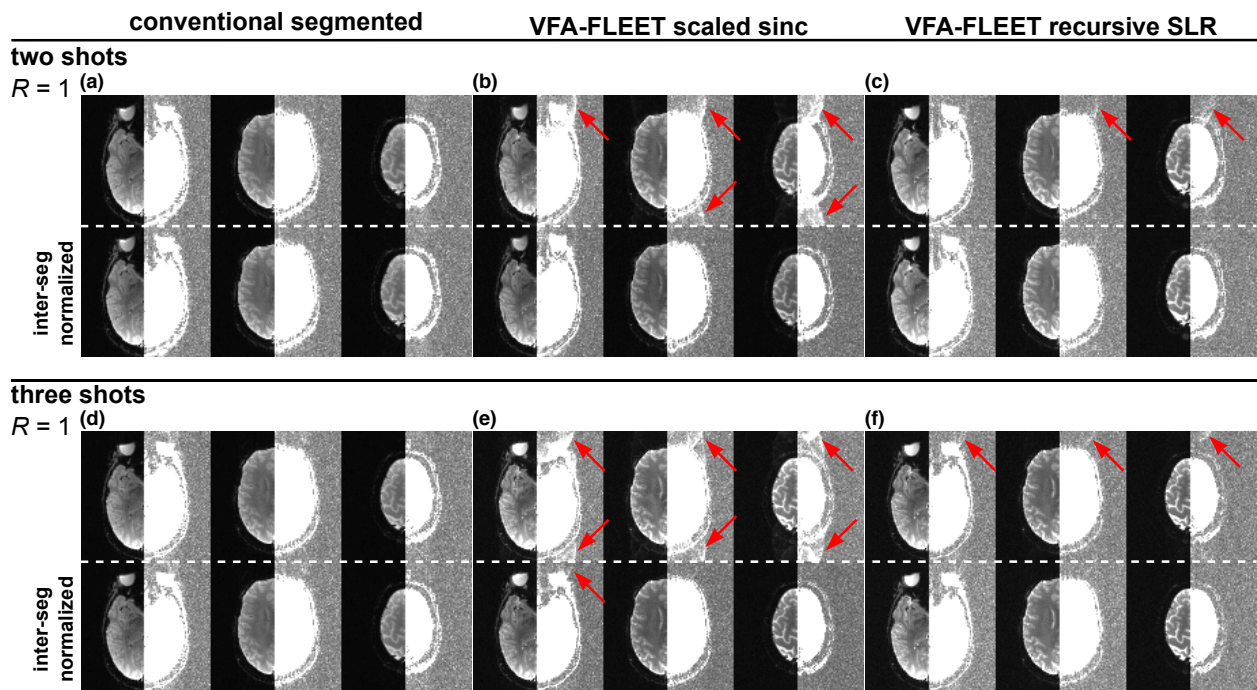 conventional segmented VFA-FLEET scaled sinc VFA-FLEET recursive SLR
two shots
R = 1 (a) (b) (c)
inter-seg
normalized
three shots
R = 1 (d) (e) (f)
inter-seg
normalized